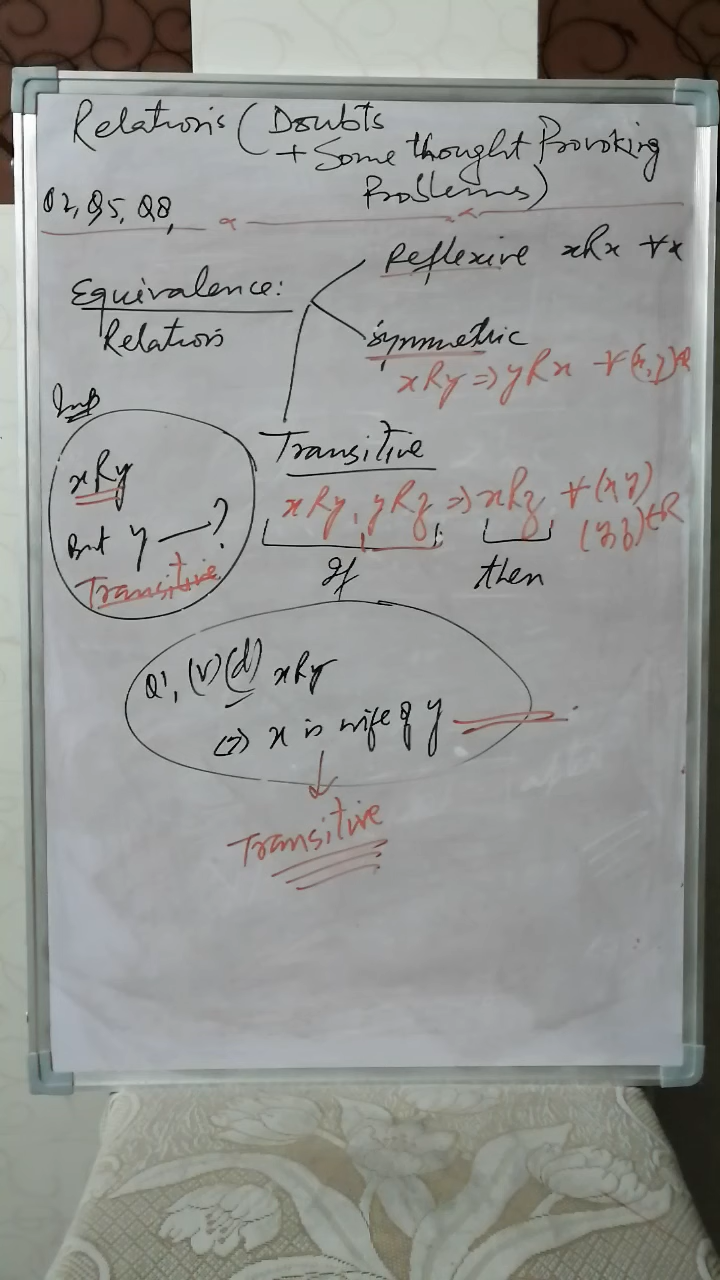 Relations (Doubts
+ Some thought Provoking
Problems)
Q2, Q5, Q8,
Equivalence:
Relation
Reflexive xRx ∀x
Symmetric
xRy ⇒ yRx ∀(x,y)∈R
Transitive
xRy, yRz ⇒ xRz ∀(x,y)
(y,z)∈R
If then
Imp
xRy
But y —?
Transitive
Q1, (v)(d) xRy
⇔ x is wife of y
↓
Transitive